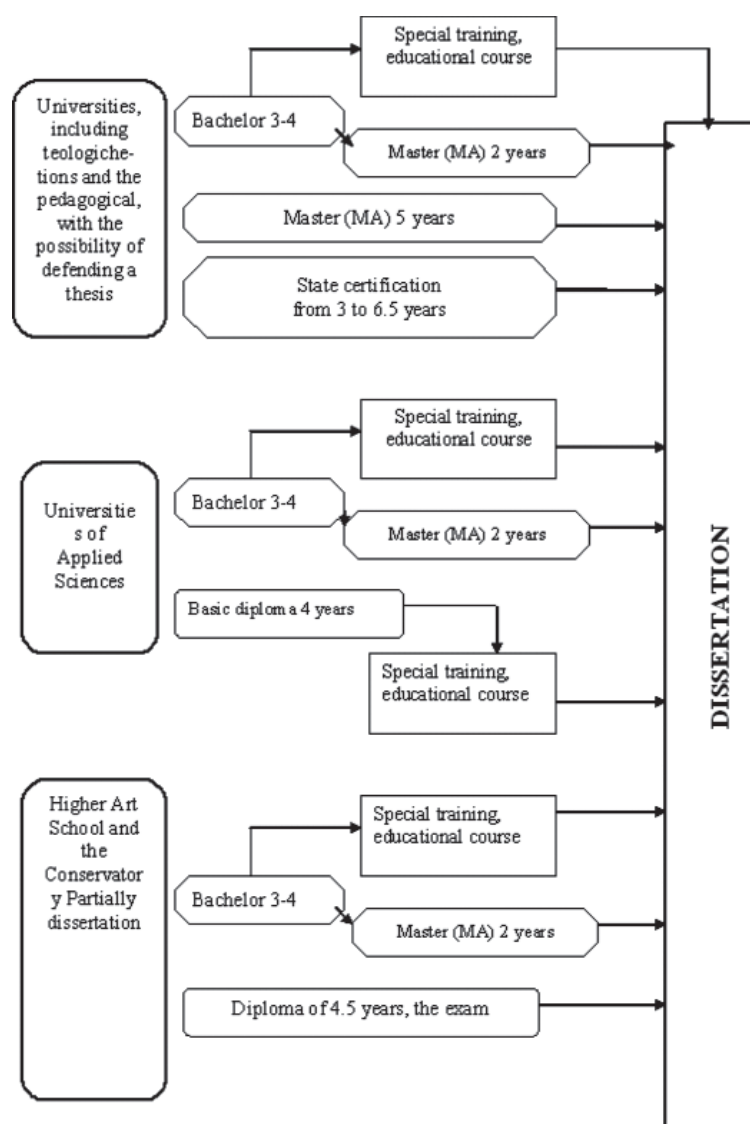 Special training,
educational course
Universities,
including
teologiche-
tions and the
pedagogical,
with the
possibility of
defending a
thesis
Bachelor 3-4
Master (MA) 2 years
Master (MA) 5 years
State certification
from 3 to 6.5 years
Special training,
educational course
Universitie
s of
Applied
Sciences
Bachelor 3-4
Master (MA) 2 years
Basic diploma 4 years
Special training,
educational course
DISSERTATION
Higher Art
School and
the
Conservator
y Partially
dissertation
Special training,
educational course
Bachelor 3-4
Master (MA) 2 years
Diploma of 4.5 years, the exam